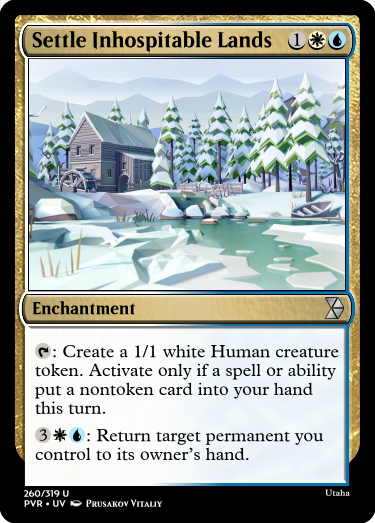 Settle Inhospitable Lands 1
Enchantment
: Create a 1/1 white Human creature
token. Activate only if a spell or ability
put a nontoken card into your hand
this turn.
3 : Return target permanent you
control to its owner's hand.
260/319 U
Utaha
PVR • UV Prusakov Vitaliy